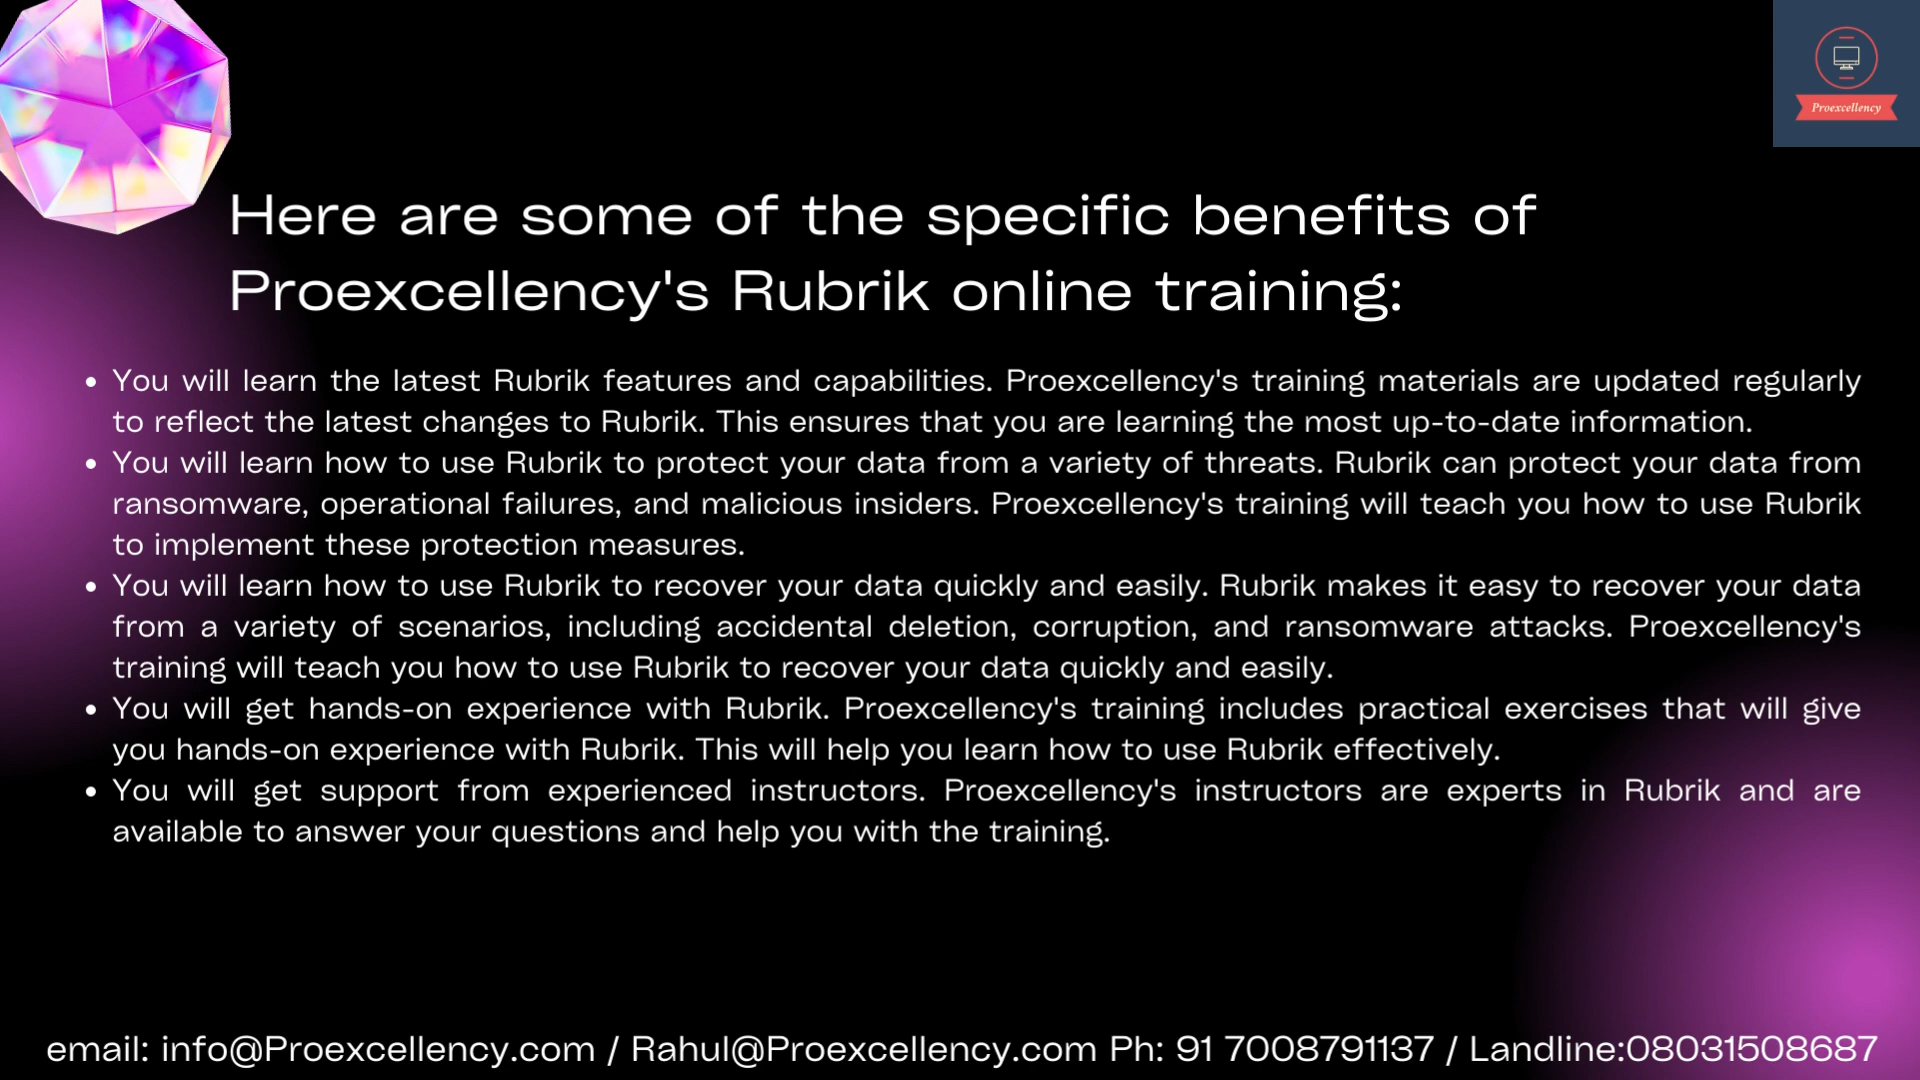 Proexcellency
Here are some of the specific benefits of
Proexcellency's Rubrik online training:
• You will learn the latest Rubrik features and capabilities. Proexcellency's training materials are updated regularly
to reflect the latest changes to Rubrik. This ensures that you are learning the most up-to-date information.
• You will learn how to use Rubrik to protect your data from a variety of threats. Rubrik can protect your data from
ransomware, operational failures, and malicious insiders. Proexcellency's training will teach you how to use Rubrik
to implement these protection measures.
• You will learn how to use Rubrik to recover your data quickly and easily. Rubrik makes it easy to recover your data
from a variety of scenarios, including accidental deletion, corruption, and ransomware attacks. Proexcellency's
training will teach you how to use Rubrik to recover your data quickly and easily.
• You will get hands-on experience with Rubrik. Proexcellency's training includes practical exercises that will give
you hands-on experience with Rubrik. This will help you learn how to use Rubrik effectively.
• You will get support from experienced instructors. Proexcellency's instructors are experts in Rubrik and are
available to answer your questions and help you with the training.
email: info@Proexcellency.com / Rahul@Proexcellency.com Ph: 91 7008791137 / Landline:08031508687